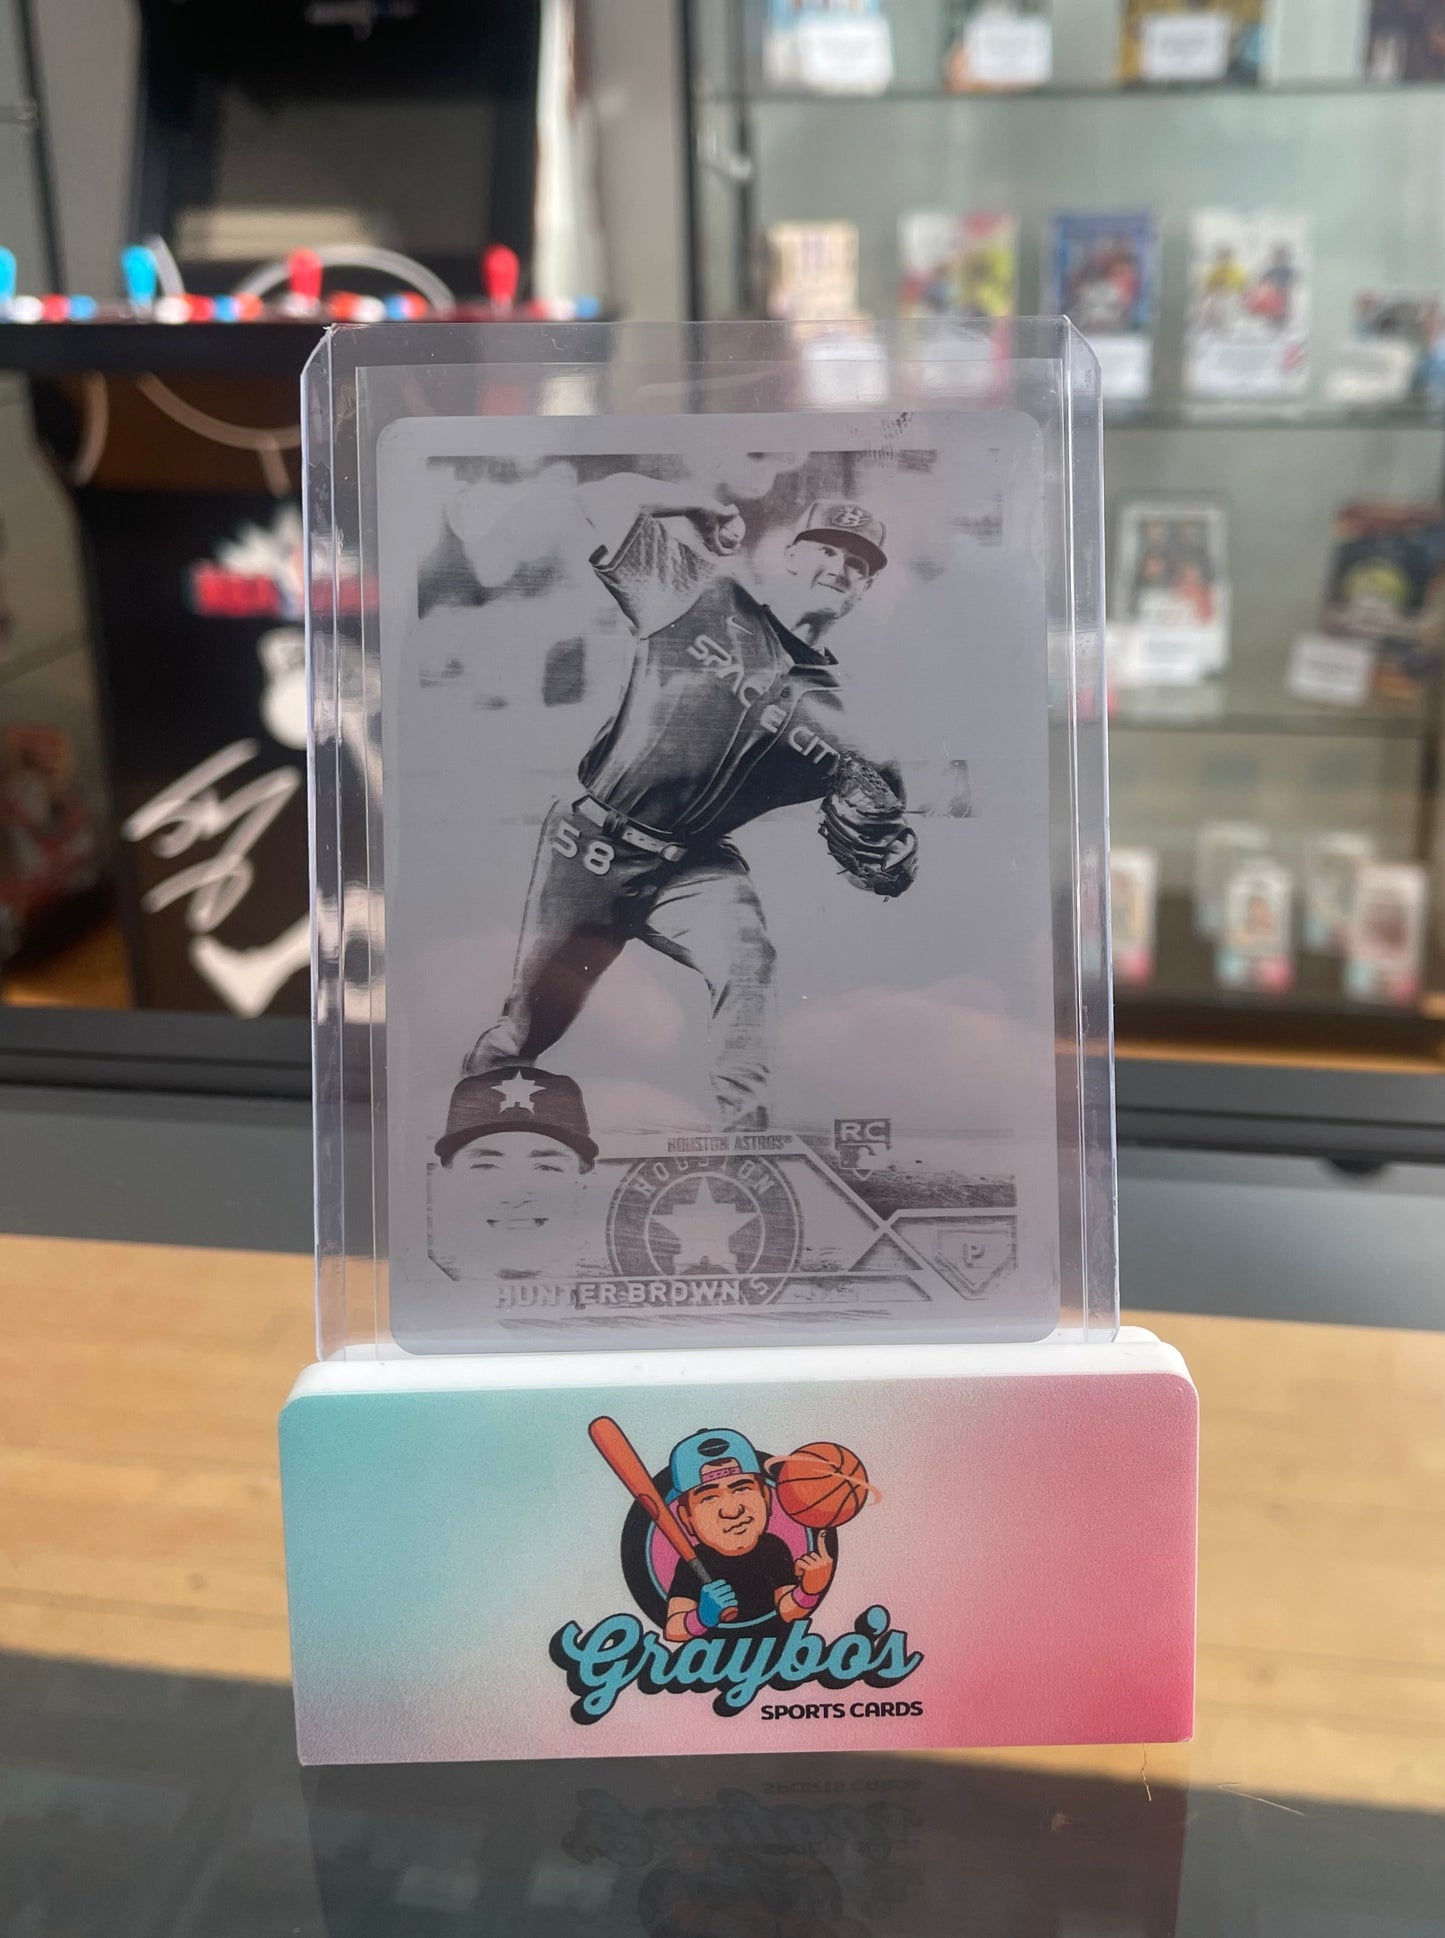 SPACE CITY
58
HOUSTON ASTROS®
RC
HOUSTON
P
HUNTER BROWN
Graybo's
SPORTS CARDS